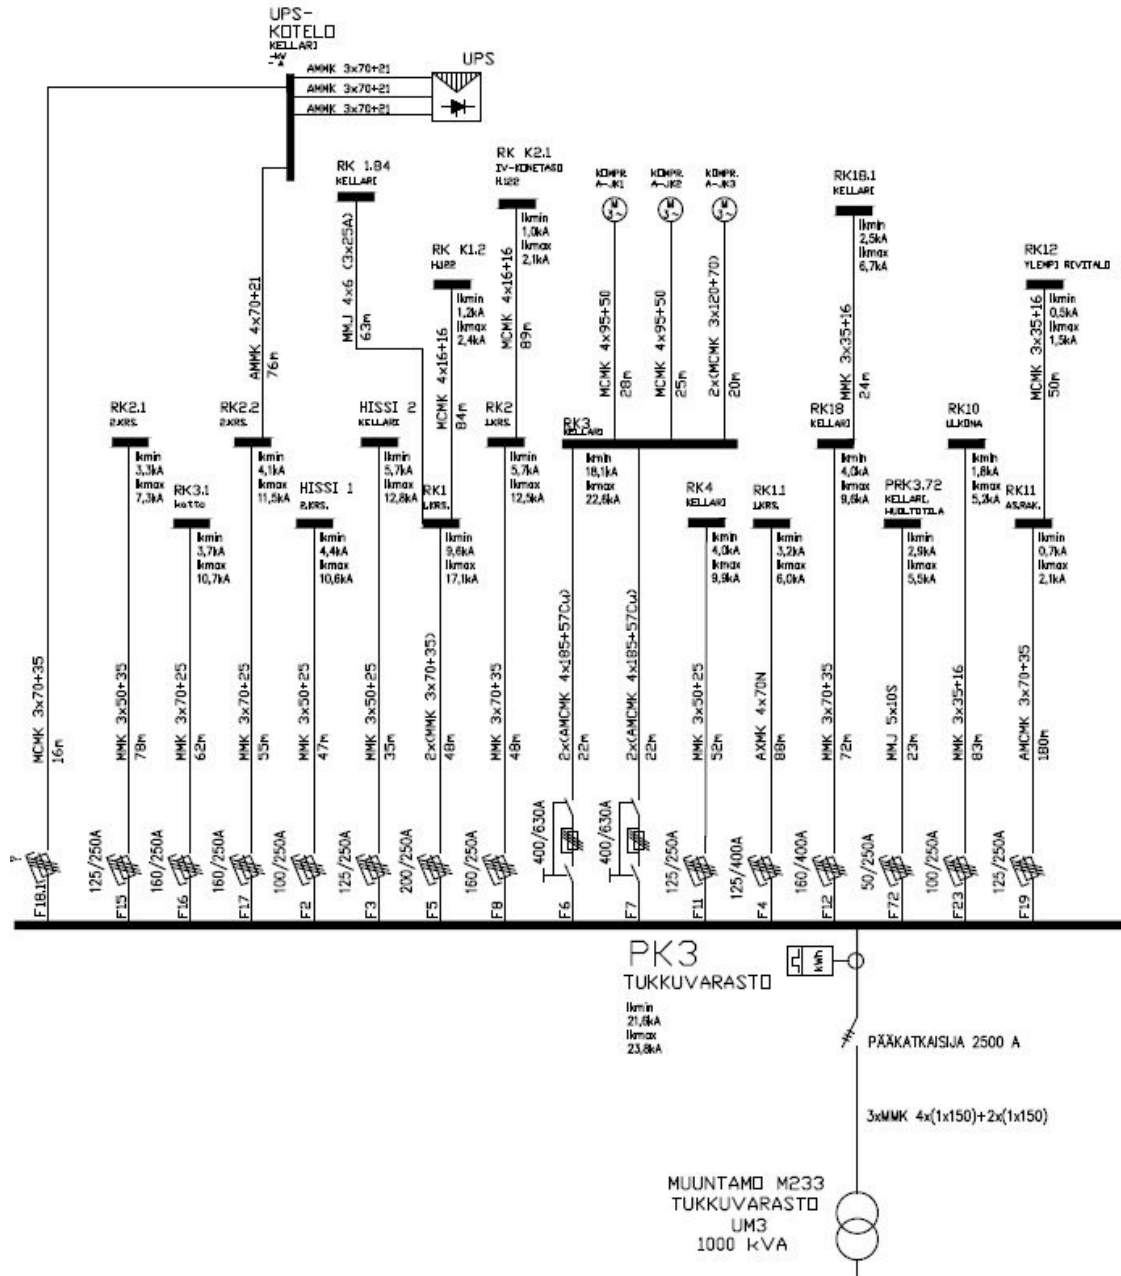 UPS-
KOTELO
KELLARI
-kW
- A
UPS
AMMK 3x70+21
AMMK 3x70+21
AMMK 3x70+21
RK 1.84
KELLARI
RK K2.1
IV-KONETASO
HJ22
Ikmin
1,0kA
Ikmax
2,1kA
KOMPR.
A-JK1
M
3~
KOMPR.
A-JK2
M
3~
KOMPR.
A-JK3
M
3~
RK18.1
KELLARI
Ikmin
2,5kA
Ikmax
6,7kA
RK K1.2
HJ22
Ikmin
1,2kA
Ikmax
2,4kA
RK12
YLEMPI RIVITALO
Ikmin
0,5kA
Ikmax
1,5kA
AMMK 4x70+21
76m
MMJ 4x6 (3x25A)
63m
MCMK 4x16+16
84m
MCMK 4x16+16
89m
MCMK 4x95+50
28m
MCMK 4x95+50
25m
2x(MCMK 3x120+70)
20m
MMK 3x35+16
24m
MCMK 3x35+16
50m
RK2.1
2.KRS.
Ikmin
3,3kA
Ikmax
7,3kA
RK3.1
katto
Ikmin
3,7kA
Ikmax
10,7kA
RK2.2
2.KRS.
Ikmin
4,1kA
Ikmax
11,5kA
HISSI 1
2.KRS.
Ikmin
4,4kA
Ikmax
10,6kA
HISSI 2
KELLARI
Ikmin
5,7kA
Ikmax
12,8kA
RK1
1.KRS.
Ikmin
9,6kA
Ikmax
17,1kA
RK2
1.KRS.
Ikmin
5,7kA
Ikmax
12,5kA
RK3
KELLARI
Ikmin
18,1kA
Ikmax
22,6kA
RK4
KELLARI
Ikmin
4,0kA
Ikmax
9,9kA
RK1.1
1.KRS.
Ikmin
3,2kA
Ikmax
6,0kA
RK18
KELLARI
Ikmin
4,0kA
Ikmax
9,6kA
PRK3.72
KELLARI,
HUOLTOTILA
Ikmin
2,9kA
Ikmax
5,5kA
RK10
ULKONA
Ikmin
1,8kA
Ikmax
5,2kA
RK11
AS.RAK.
Ikmin
0,7kA
Ikmax
2,1kA
MCMK 3x70+35
16m
MMK 3x50+35
78m
MMK 3x70+25
62m
MMK 3x70+25
55m
MMK 3x50+25
47m
MMK 3x50+25
35m
2x(MMK 3x70+35)
48m
MMK 3x70+35
48m
2x(AMCMK 4x185+57Cu)
22m
2x(AMCMK 4x185+57Cu)
22m
MMK 3x50+25
52m
AXMK 4x70N
88m
MMK 3x70+35
72m
MMJ 5x10S
23m
MMK 3x35+16
83m
AMCMK 3x70+35
180m
F18.1
125/250A
F15
160/250A
F16
160/250A
F17
100/250A
F2
125/250A
F3
200/250A
F5
160/250A
F8
400/630A
F6
400/630A
F7
125/250A
F11
125/400A
F4
160/400A
F12
50/250A
F72
100/250A
F23
125/250A
F19
PK3
TUKKUVARASTO
Ikmin
21,6kA
Ikmax
23,8kA
kWh
PÄÄKATKAISIJA 2500 A
3xMMK 4x(1x150)+2x(1x150)
MUUNTAMO M233
TUKKUVARASTO
UM3
1000 kVA